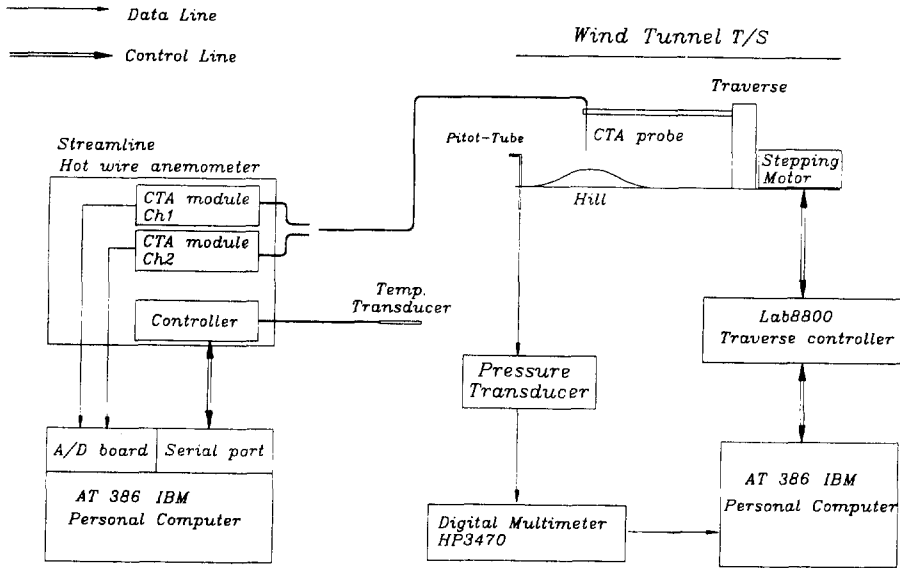 Data Line
Control Line
Wind Tunnel T/S
Traverse
CTA probe
Pitot-Tube
Stepping
Motor
Hill
Streamline
Hot wire anemometer
CTA module
Ch1
CTA module
Ch2
Temp.
Transducer
Controller
Lab8800
Traverse controller
Pressure
Transducer
A/D board
Serial port
AT 386 IBM
Personal Computer
Digital Multimeter
HP3470
AT 386 IBM
Personal Computer